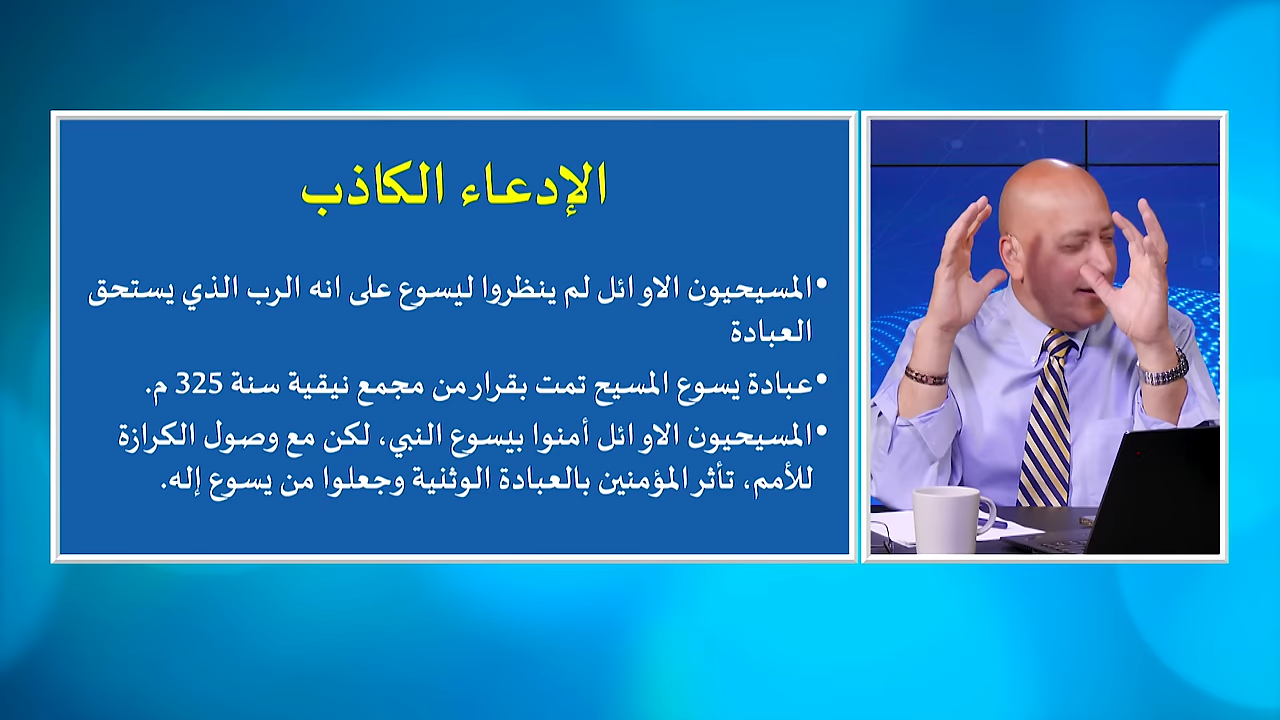 الإدعاء الكاذب
•المسيحيون الاوائل لم ينظروا ليسوع على انه الرب الذي يستحق
العبادة
•عبادة يسوع المسيح تمت بقرار من مجمع نيقية سنة 325 م.
•المسيحيون الاوائل أمنوا بيسوع النبي، لكن مع وصول الكرازة
للأمم، تأثر المؤمنين بالعبادة الوثنية وجعلوا من يسوع إله.